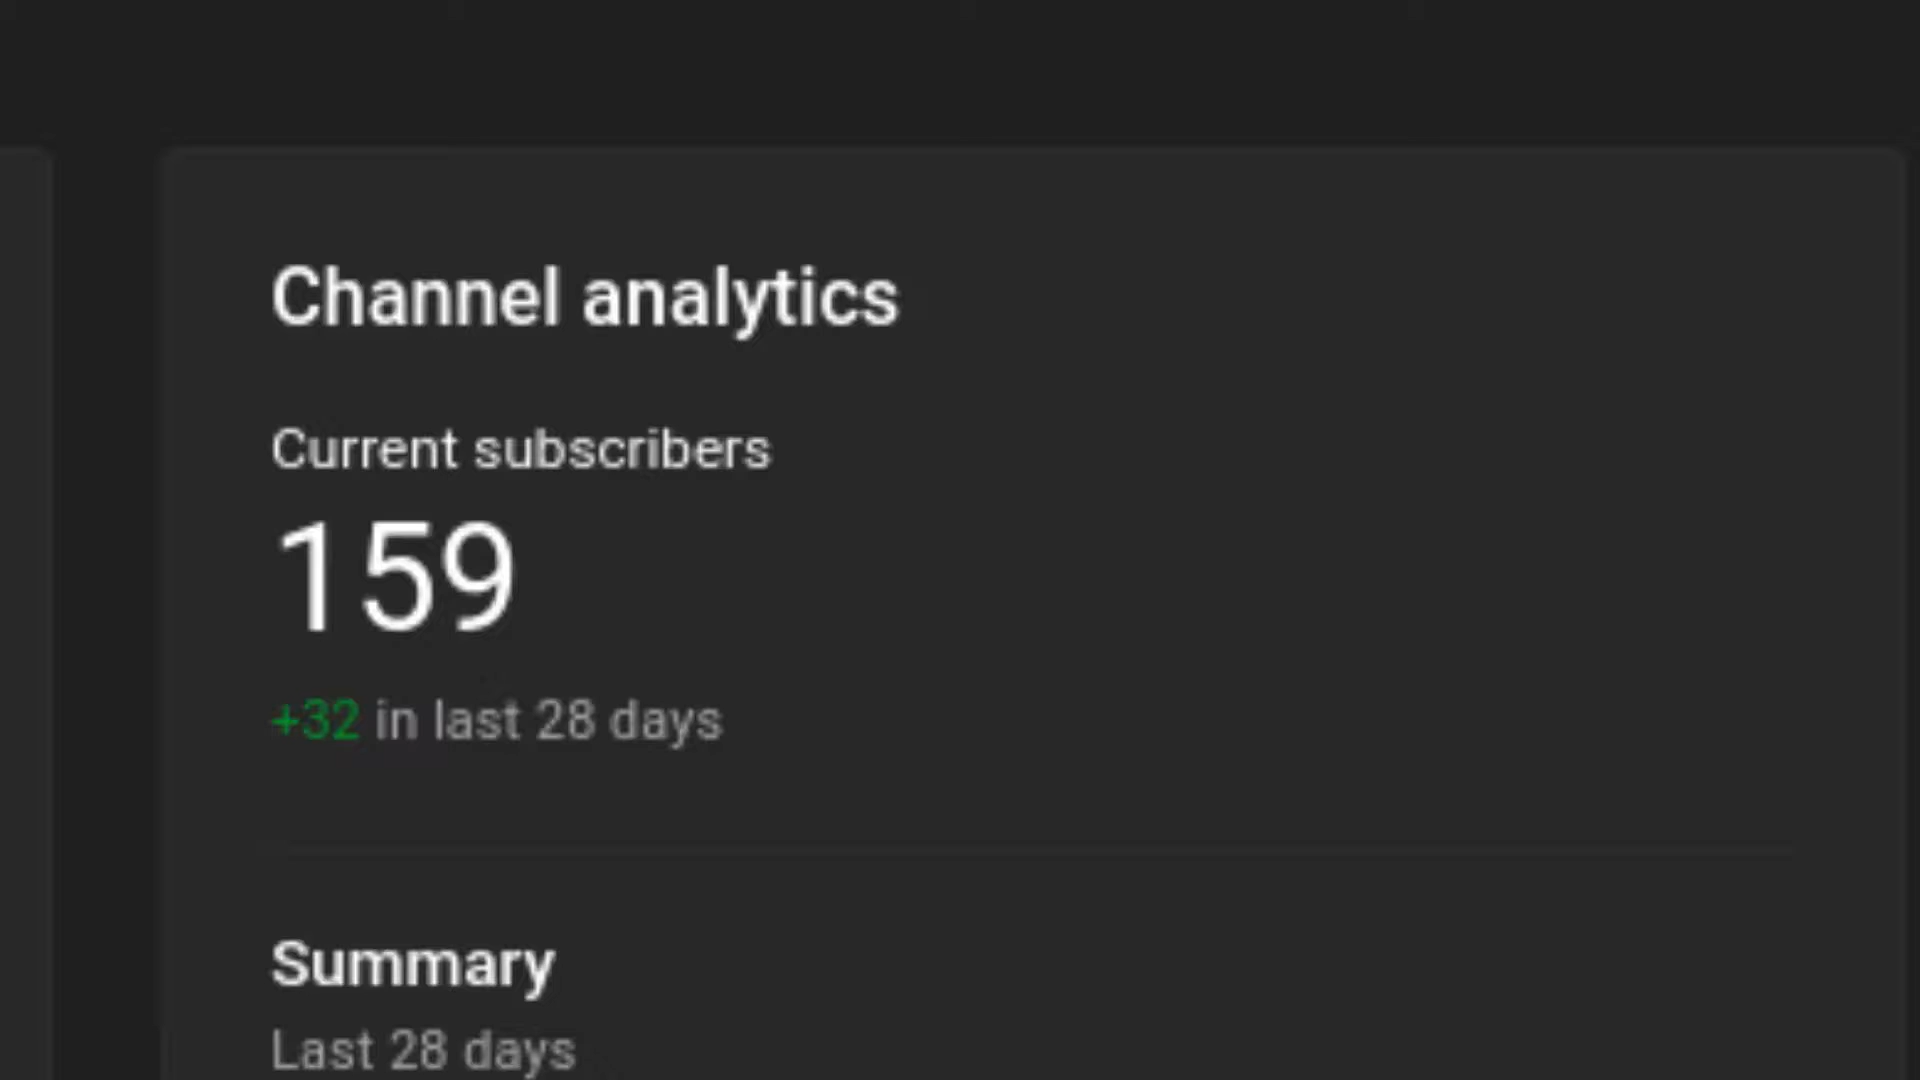 Channel analytics
Current subscribers
159
+32 in last 28 days
Summary
Last 28 days